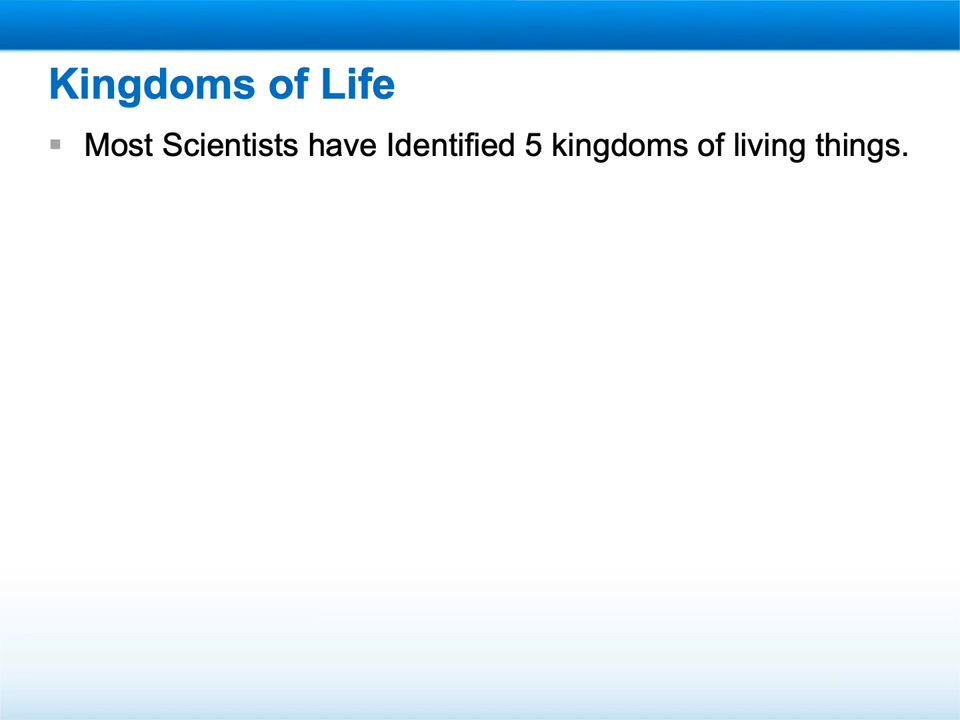 Kingdoms of Life
▪ Most Scientists have Identified 5 kingdoms of living things.